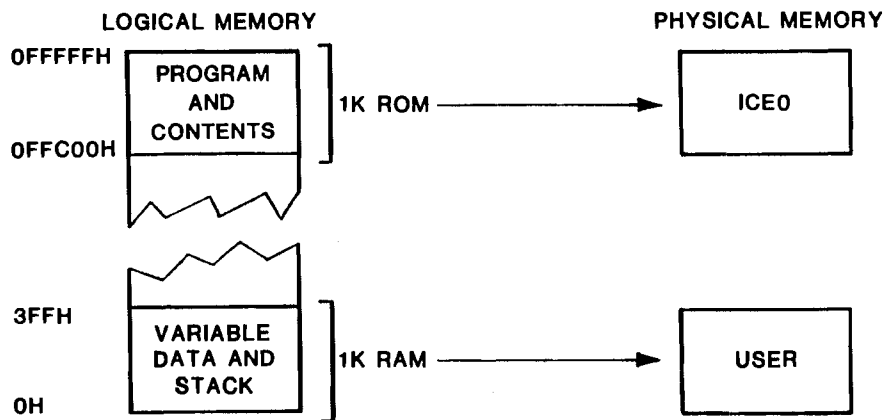 LOGICAL MEMORY
PHYSICAL MEMORY
0FFFFFH
PROGRAM
AND
CONTENTS
1K ROM
ICE0
0FFC00H
3FFH
VARIABLE
DATA AND
STACK
1K RAM
USER
0H